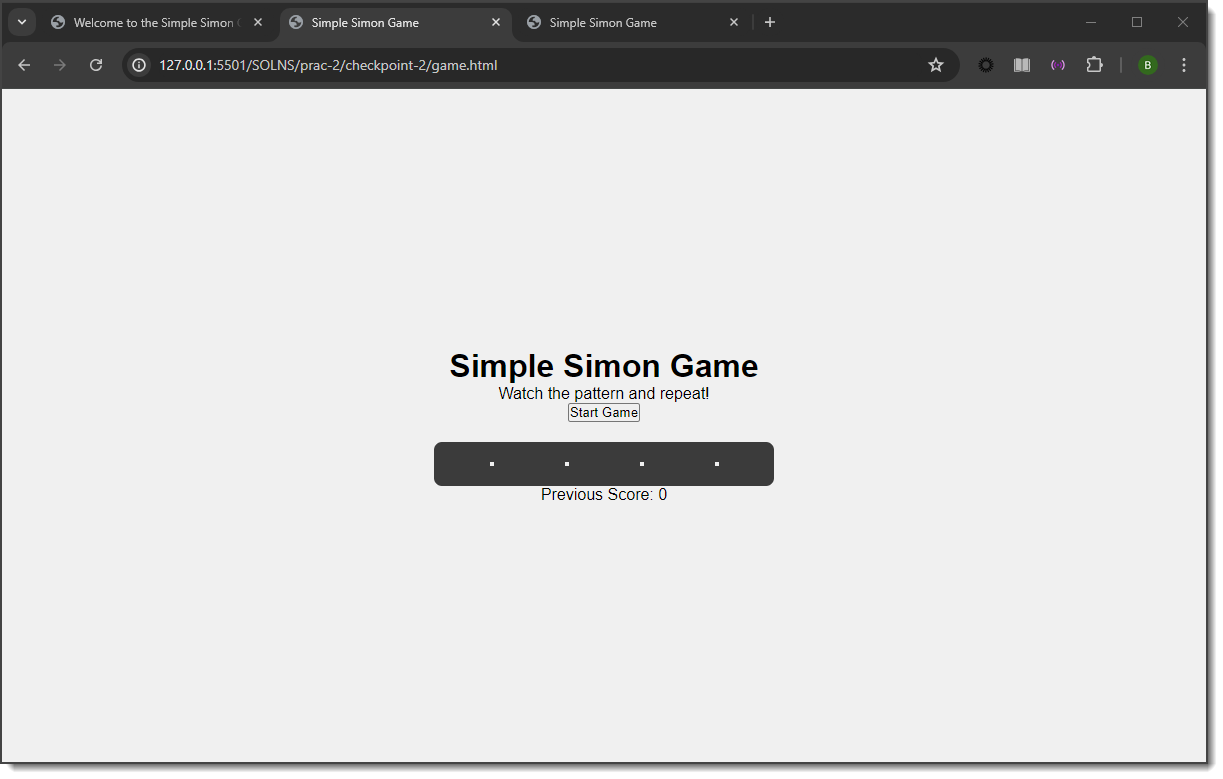 Welcome to the Simple Simon
Simple Simon Game
Simple Simon Game
127.0.0.1:5501/SOLNS/prac-2/checkpoint-2/game.html
B
Simple Simon Game
Watch the pattern and repeat!
Start Game
Previous Score: 0